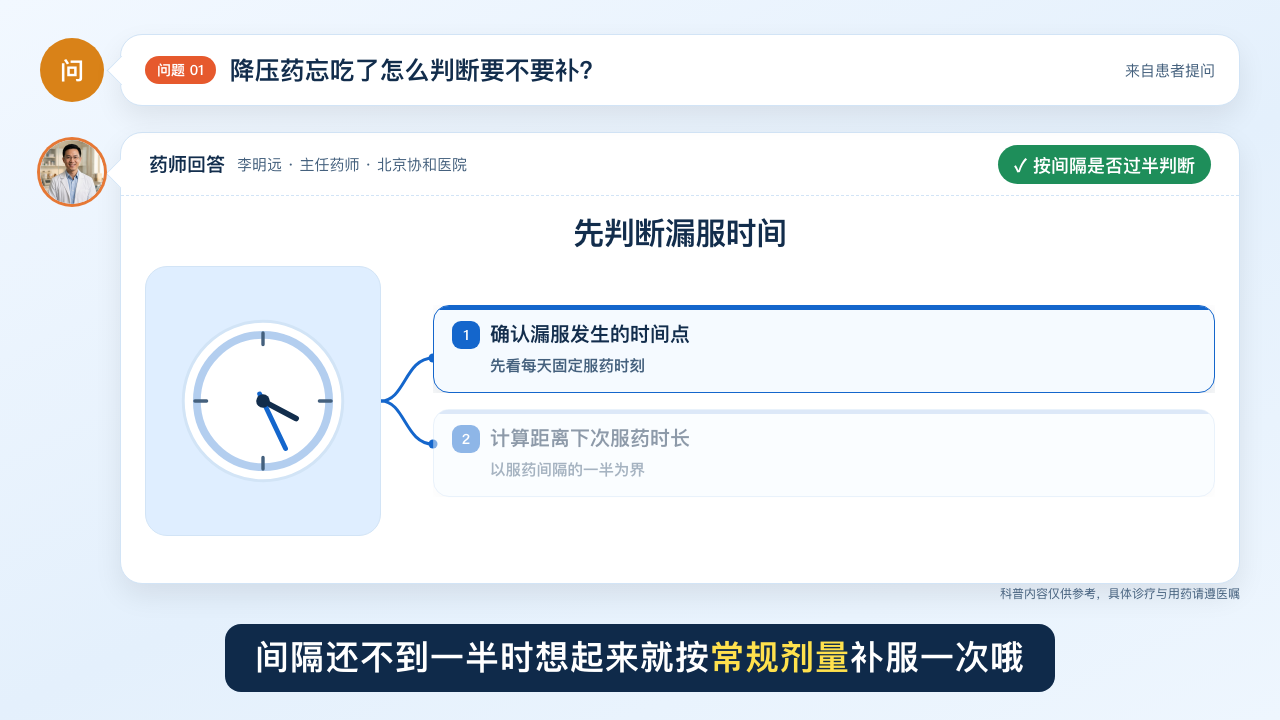 问
问题 01
降压药忘吃了怎么判断要不要补?
来自患者提问
药师回答
李明远 · 主任药师 · 北京协和医院
✓ 按间隔是否过半判断
先判断漏服时间
1
确认漏服发生的时间点
先看每天固定服药时刻
2
计算距离下次服药时长
以服药间隔的一半为界
科普内容仅供参考，具体诊疗与用药请遵医嘱
间隔还不到一半时想起来就按常规剂量补服一次哦